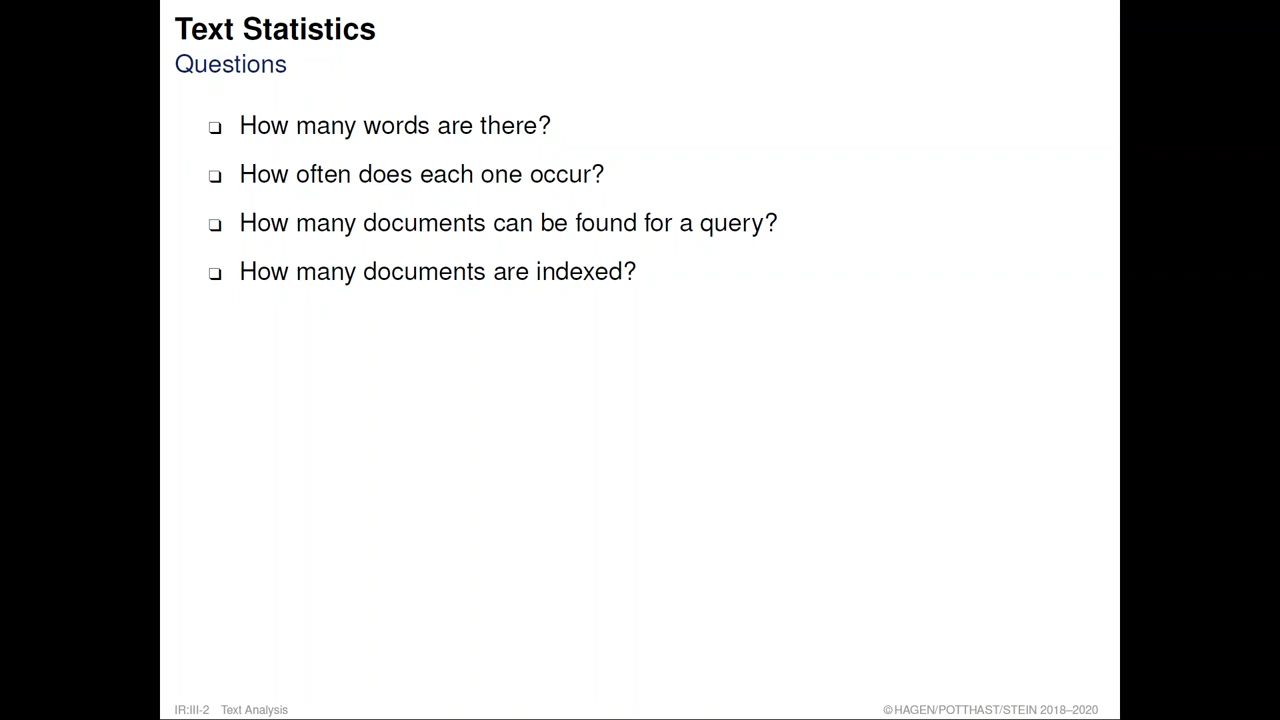 Text Statistics
Questions
❏ How many words are there?
❏ How often does each one occur?
❏ How many documents can be found for a query?
❏ How many documents are indexed?
IR:III-2 Text Analysis
©HAGEN/POTTHAST/STEIN 2018–2020